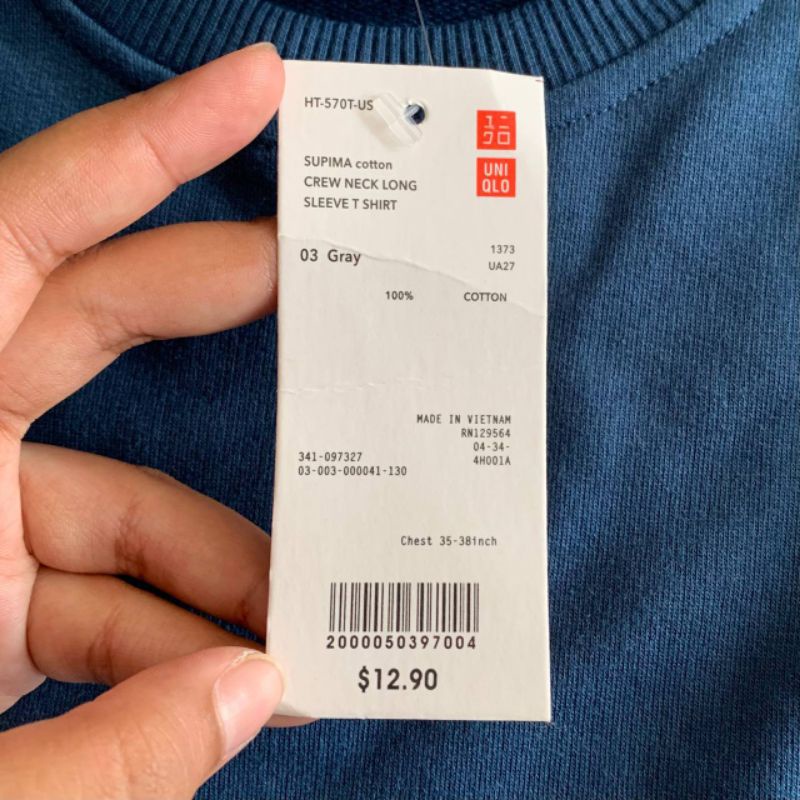 HT-570T-US
ユニ
クロ
UNI
QLO
SUPIMA cotton
CREW NECK LONG
SLEEVE T SHIRT
03 Gray
1373
UA27
100% COTTON
MADE IN VIETNAM
RN129564
04-34-
4H001A
341-097327
03-003-000041-130
Chest 35-38inch
2000050397004
$12.90